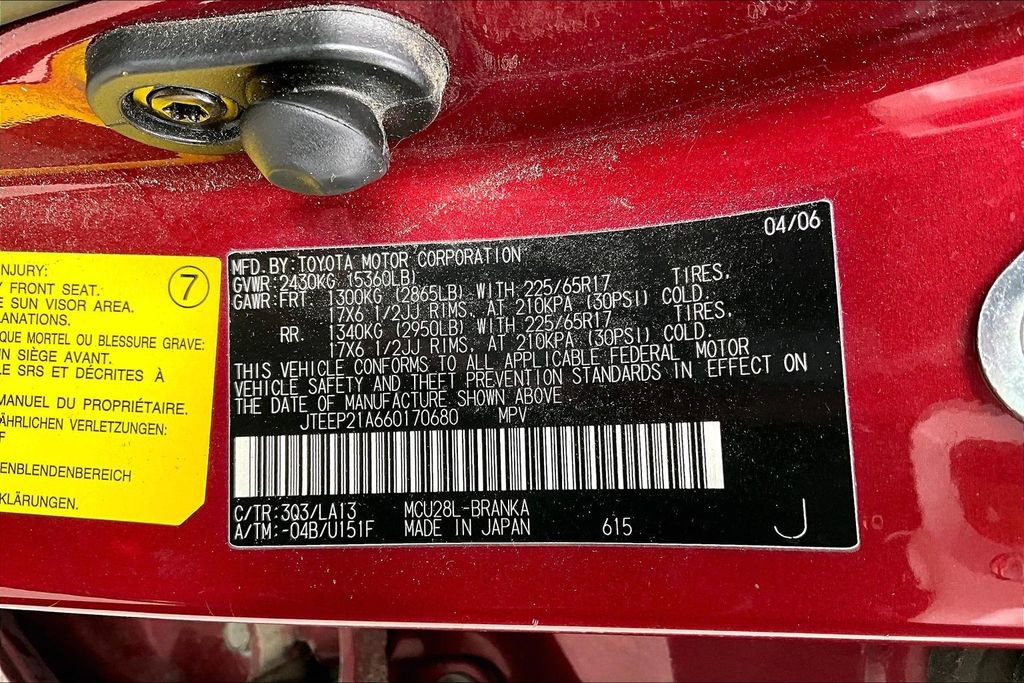 NJURY:
FRONT SEAT.
SUN VISOR AREA.
ANATIONS.
QUE MORTEL OU BLESSURE GRAVE:
N SIÈGE AVANT.
LE SRS ET DÉCRITES À
MANUEL DU PROPRIÉTAIRE.
ÄHRLICHEN VERLETZUNGEN:
F
ENBLENDENBEREICH
KLÄRUNGEN.
7
04/06
MFD.BY:TOYOTA MOTOR CORPORATION
GVWR:2430KG (5360LB)
GAWR:FRT. 1300KG (2865LB) WITH 225/65R17 TIRES,
17X6 1/2JJ RIMS, AT 210KPA (30PSI) COLD.
RR. 1340KG (2950LB) WITH 225/65R17 TIRES,
17X6 1/2JJ RIMS, AT 210KPA (30PSI) COLD.
THIS VEHICLE CONFORMS TO ALL APPLICABLE FEDERAL MOTOR
VEHICLE SAFETY AND THEFT PREVENTION STANDARDS IN EFFECT ON
THE DATE OF MANUFACTURE SHOWN ABOVE.
JTEEP21A660170680 MPV
C/TR:3Q3/LA13 MCU28L-BRANKA
A/TM:-04B/U151F MADE IN JAPAN 615
J